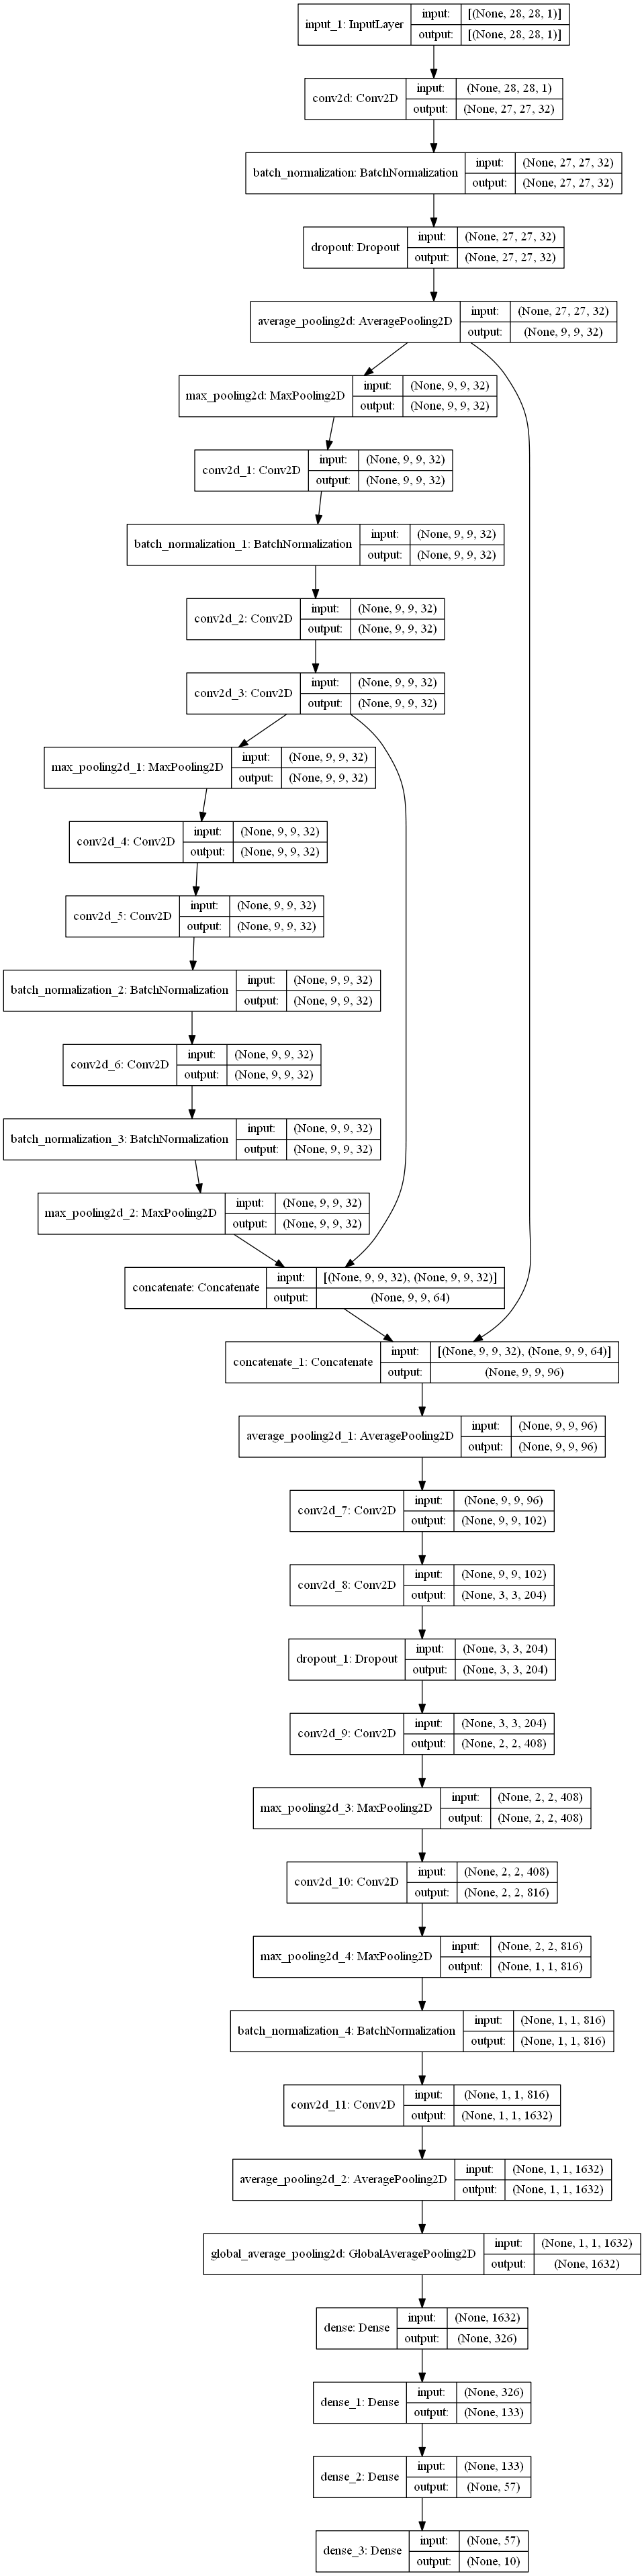 input_1: InputLayer
input: [(None, 28, 28, 1)]
output: [(None, 28, 28, 1)]
conv2d: Conv2D
input: (None, 28, 28, 1)
output: (None, 27, 27, 32)
batch_normalization: BatchNormalization
input: (None, 27, 27, 32)
output: (None, 27, 27, 32)
dropout: Dropout
input: (None, 27, 27, 32)
output: (None, 27, 27, 32)
average_pooling2d: AveragePooling2D
input: (None, 27, 27, 32)
output: (None, 9, 9, 32)
max_pooling2d: MaxPooling2D
input: (None, 9, 9, 32)
output: (None, 9, 9, 32)
conv2d_1: Conv2D
input: (None, 9, 9, 32)
output: (None, 9, 9, 32)
batch_normalization_1: BatchNormalization
input: (None, 9, 9, 32)
output: (None, 9, 9, 32)
conv2d_2: Conv2D
input: (None, 9, 9, 32)
output: (None, 9, 9, 32)
conv2d_3: Conv2D
input: (None, 9, 9, 32)
output: (None, 9, 9, 32)
max_pooling2d_1: MaxPooling2D
input: (None, 9, 9, 32)
output: (None, 9, 9, 32)
conv2d_4: Conv2D
input: (None, 9, 9, 32)
output: (None, 9, 9, 32)
conv2d_5: Conv2D
input: (None, 9, 9, 32)
output: (None, 9, 9, 32)
batch_normalization_2: BatchNormalization
input: (None, 9, 9, 32)
output: (None, 9, 9, 32)
conv2d_6: Conv2D
input: (None, 9, 9, 32)
output: (None, 9, 9, 32)
batch_normalization_3: BatchNormalization
input: (None, 9, 9, 32)
output: (None, 9, 9, 32)
max_pooling2d_2: MaxPooling2D
input: (None, 9, 9, 32)
output: (None, 9, 9, 32)
concatenate: Concatenate
input: [(None, 9, 9, 32), (None, 9, 9, 32)]
output: (None, 9, 9, 64)
concatenate_1: Concatenate
input: [(None, 9, 9, 32), (None, 9, 9, 64)]
output: (None, 9, 9, 96)
average_pooling2d_1: AveragePooling2D
input: (None, 9, 9, 96)
output: (None, 9, 9, 96)
conv2d_7: Conv2D
input: (None, 9, 9, 96)
output: (None, 9, 9, 102)
conv2d_8: Conv2D
input: (None, 9, 9, 102)
output: (None, 3, 3, 204)
dropout_1: Dropout
input: (None, 3, 3, 204)
output: (None, 3, 3, 204)
conv2d_9: Conv2D
input: (None, 3, 3, 204)
output: (None, 2, 2, 408)
max_pooling2d_3: MaxPooling2D
input: (None, 2, 2, 408)
output: (None, 2, 2, 408)
conv2d_10: Conv2D
input: (None, 2, 2, 408)
output: (None, 2, 2, 816)
max_pooling2d_4: MaxPooling2D
input: (None, 2, 2, 816)
output: (None, 1, 1, 816)
batch_normalization_4: BatchNormalization
input: (None, 1, 1, 816)
output: (None, 1, 1, 816)
conv2d_11: Conv2D
input: (None, 1, 1, 816)
output: (None, 1, 1, 1632)
average_pooling2d_2: AveragePooling2D
input: (None, 1, 1, 1632)
output: (None, 1, 1, 1632)
global_average_pooling2d: GlobalAveragePooling2D
input: (None, 1, 1, 1632)
output: (None, 1632)
dense: Dense
input: (None, 1632)
output: (None, 326)
dense_1: Dense
input: (None, 326)
output: (None, 133)
dense_2: Dense
input: (None, 133)
output: (None, 57)
dense_3: Dense
input: (None, 57)
output: (None, 10)